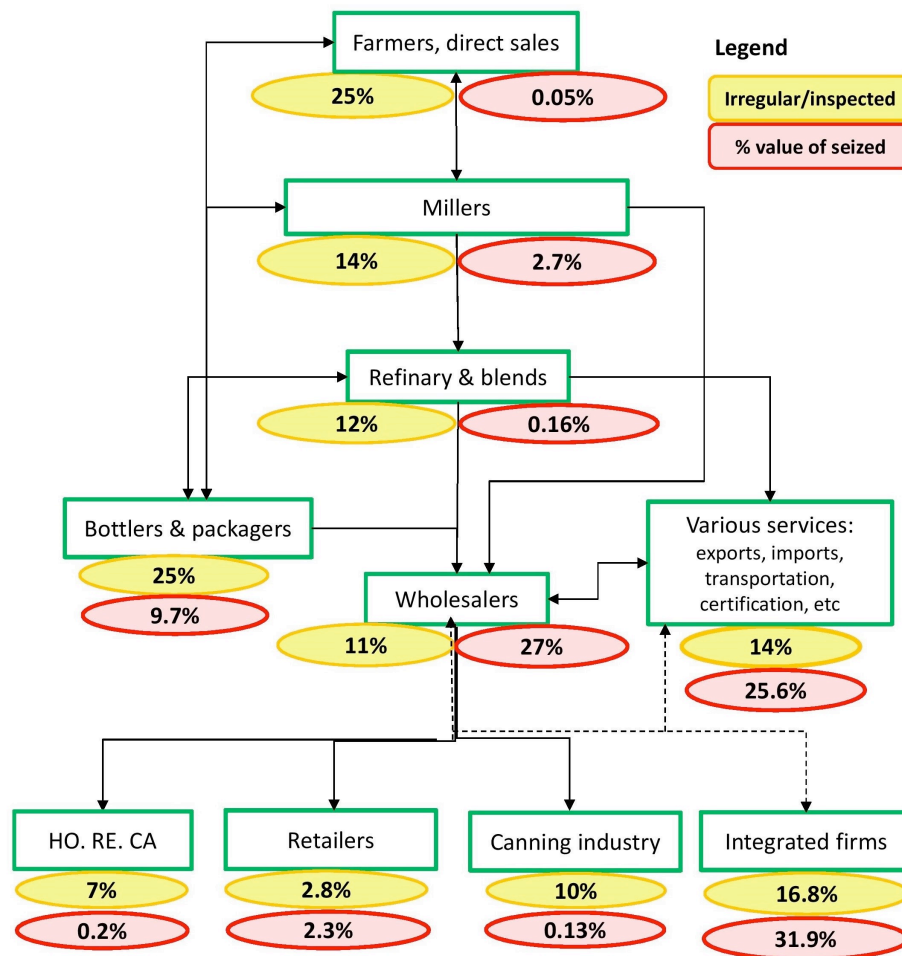 Farmers, direct sales
25%
0.05%
Legend
Irregular/inspected
% value of seized
Millers
14%
2.7%
Refinary & blends
12%
0.16%
Bottlers & packagers
25%
9.7%
Wholesalers
11%
27%
Various services:
exports, imports,
transportation,
certification, etc
14%
25.6%
HO. RE. CA
7%
0.2%
Retailers
2.8%
2.3%
Canning industry
10%
0.13%
Integrated firms
16.8%
31.9%